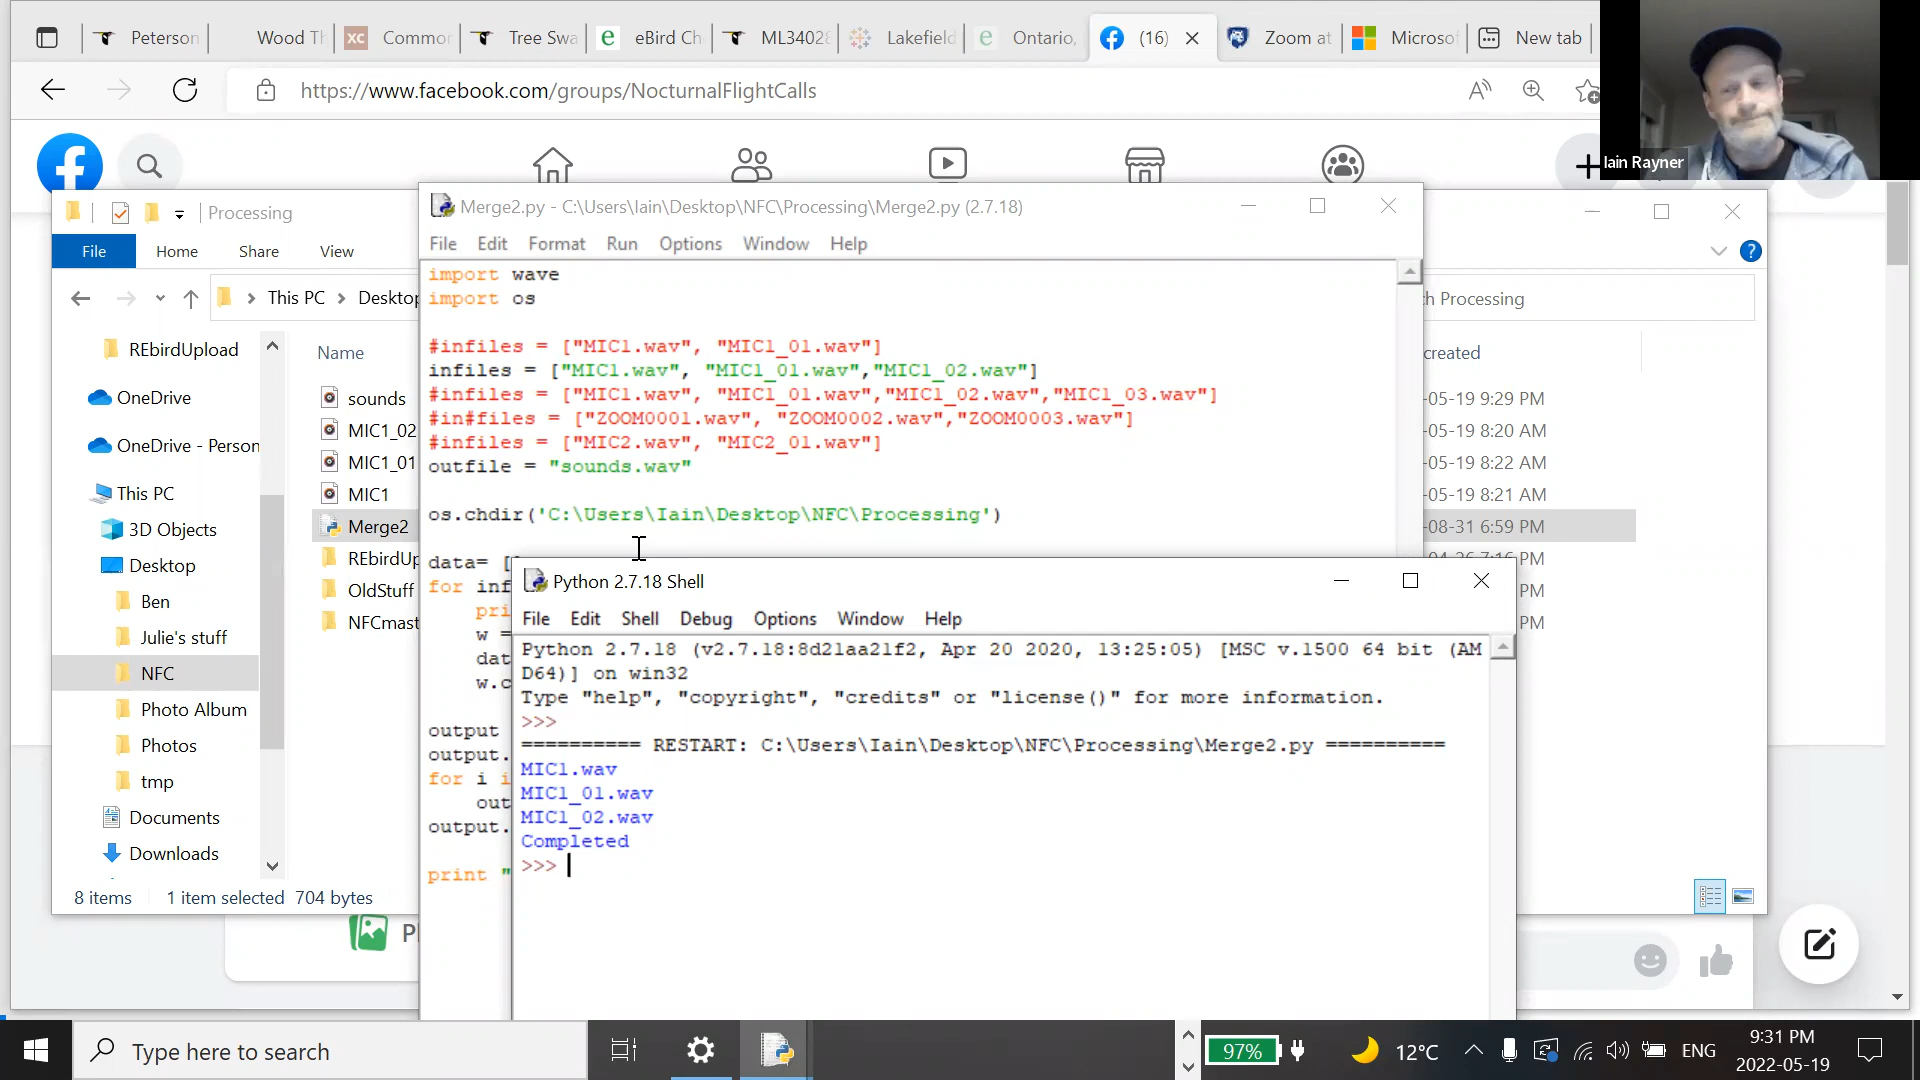 Peterson
Wood Th
XC Common
Tree Swa
eBird Ch
ML34028
Lakefield
Ontario,
(16)
Zoom at
Microsof
New tab
https://www.facebook.com/groups/NocturnalFlightCalls
Iain Rayner
Processing
File Home Share View
This PC > Desktop
h Processing
REbirdUpload
OneDrive
OneDrive - Person
This PC
3D Objects
Desktop
Ben
Julie's stuff
NFC
Photo Album
Photos
tmp
Documents
Downloads
Name
sounds
MIC1_02
MIC1_01
MIC1
Merge2
REbirdUp
OldStuff
NFCmast
8 items 1 item selected 704 bytes
created
-05-19 9:29 PM
-05-19 8:20 AM
-05-19 8:22 AM
-05-19 8:21 AM
-08-31 6:59 PM
-04-26 7:16 PM
PM
PM
Merge2.py - C:\Users\Iain\Desktop\NFC\Processing\Merge2.py (2.7.18)
File Edit Format Run Options Window Help
import wave
import os
#infiles = ["MIC1.wav", "MIC1_01.wav"]
infiles = ["MIC1.wav", "MIC1_01.wav","MIC1_02.wav"]
#infiles = ["MIC1.wav", "MIC1_01.wav","MIC1_02.wav","MIC1_03.wav"]
#in#files = ["ZOOM0001.wav", "ZOOM0002.wav","ZOOM0003.wav"]
#infiles = ["MIC2.wav", "MIC2_01.wav"]
outfile = "sounds.wav"
os.chdir('C:\Users\Iain\Desktop\NFC\Processing')
data= [
for inf
pri
w =
dat
w.c
output
output.
for i i
out
output.
print "
Python 2.7.18 Shell
File Edit Shell Debug Options Window Help
Python 2.7.18 (v2.7.18:8d21aa21f2, Apr 20 2020, 13:25:05) [MSC v.1500 64 bit (AM
D64)] on win32
Type "help", "copyright", "credits" or "license()" for more information.
>>>
========== RESTART: C:\Users\Iain\Desktop\NFC\Processing\Merge2.py ==========
MIC1.wav
MIC1_01.wav
MIC1_02.wav
Completed
>>>
Type here to search
97%
12°C
ENG
9:31 PM
2022-05-19